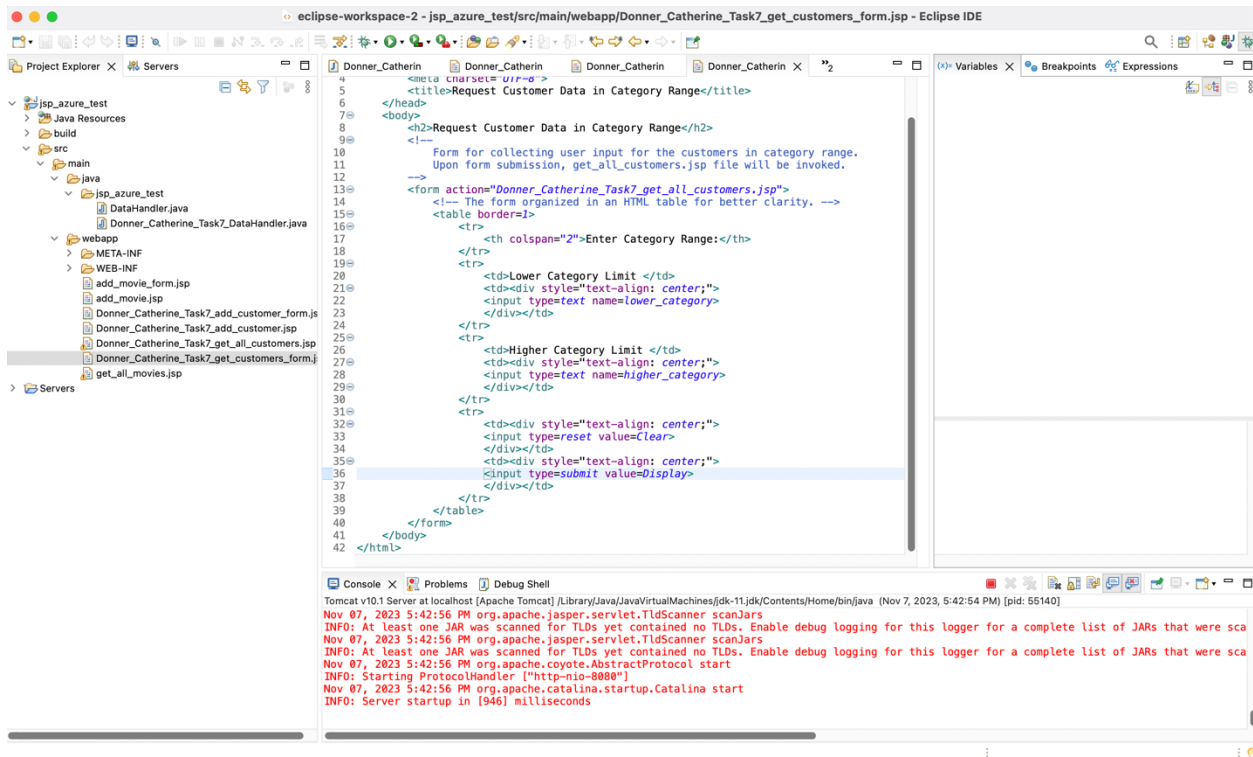 eclipse-workspace-2 - jsp_azure_test/src/main/webapp/Donner_Catherine_Task7_get_customers_form.jsp - Eclipse IDE
Project Explorer
Servers
jsp_azure_test
Java Resources
build
src
main
java
jsp_azure_test
DataHandler.java
Donner_Catherine_Task7_DataHandler.java
webapp
META-INF
WEB-INF
add_movie_form.jsp
add_movie.jsp
Donner_Catherine_Task7_add_customer_form.js
Donner_Catherine_Task7_add_customer.jsp
Donner_Catherine_Task7_get_all_customers.jsp
Donner_Catherine_Task7_get_customers_form.j
get_all_movies.jsp
Servers
Donner_Catherin
Donner_Catherin
Donner_Catherin
Donner_Catherin
2
4 <meta charset="UTF-8">
5 <title>Request Customer Data in Category Range</title>
6 </head>
7 <body>
8 <h2>Request Customer Data in Category Range</h2>
9 <!--
10 Form for collecting user input for the customers in category range.
11 Upon form submission, get_all_customers.jsp file will be invoked.
12 -->
13 <form action="Donner_Catherine_Task7_get_all_customers.jsp">
14 <!-- The form organized in an HTML table for better clarity. -->
15 <table border=1>
16 <tr>
17 <th colspan="2">Enter Category Range:</th>
18 </tr>
19 <tr>
20 <td>Lower Category Limit </td>
21 <td><div style="text-align: center;">
22 <input type=text name=lower_category>
23 </div></td>
24 </tr>
25 <tr>
26 <td>Higher Category Limit </td>
27 <td><div style="text-align: center;">
28 <input type=text name=higher_category>
29 </div></td>
30 </tr>
31 <tr>
32 <td><div style="text-align: center;">
33 <input type=reset value=Clear>
34 </div></td>
35 <td><div style="text-align: center;">
36 <input type=submit value=Display>
37 </div></td>
38 </tr>
39 </table>
40 </form>
41 </body>
42 </html>
(x)= Variables
Breakpoints
Expressions
Console
Problems
Debug Shell
Tomcat v10.1 Server at localhost [Apache Tomcat] /Library/Java/JavaVirtualMachines/jdk-11.jdk/Contents/Home/bin/java (Nov 7, 2023, 5:42:54 PM) [pid: 55140]
Nov 07, 2023 5:42:56 PM org.apache.jasper.servlet.TldScanner scanJars
INFO: At least one JAR was scanned for TLDs yet contained no TLDs. Enable debug logging for this logger for a complete list of JARs that were sca
Nov 07, 2023 5:42:56 PM org.apache.jasper.servlet.TldScanner scanJars
INFO: At least one JAR was scanned for TLDs yet contained no TLDs. Enable debug logging for this logger for a complete list of JARs that were sca
Nov 07, 2023 5:42:56 PM org.apache.coyote.AbstractProtocol start
INFO: Starting ProtocolHandler ["http-nio-8080"]
Nov 07, 2023 5:42:56 PM org.apache.catalina.startup.Catalina start
INFO: Server startup in [946] milliseconds